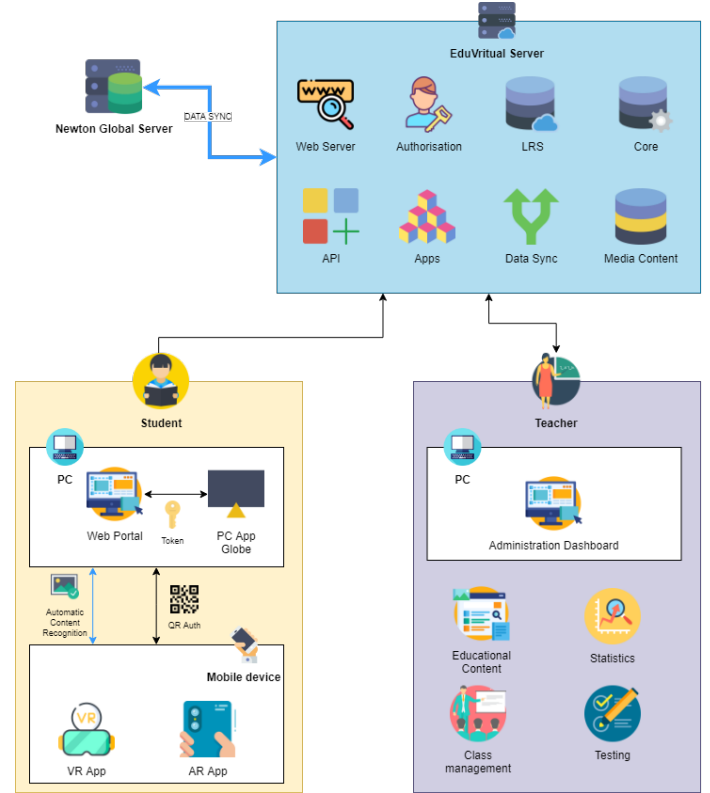 EduVritual Server
DATA SYNC
Newton Global Server
WWW
Web Server
Authorisation
LRS
Core
API
Apps
Data Sync
Media Content
Student
PC
Web Portal
Token
PC App
Globe
Automatic
Content
Recognition
QR Auth
Mobile device
VR
VR App
AR App
Teacher
PC
Administration Dashboard
Educational
Content
Statistics
Class
management
Testing